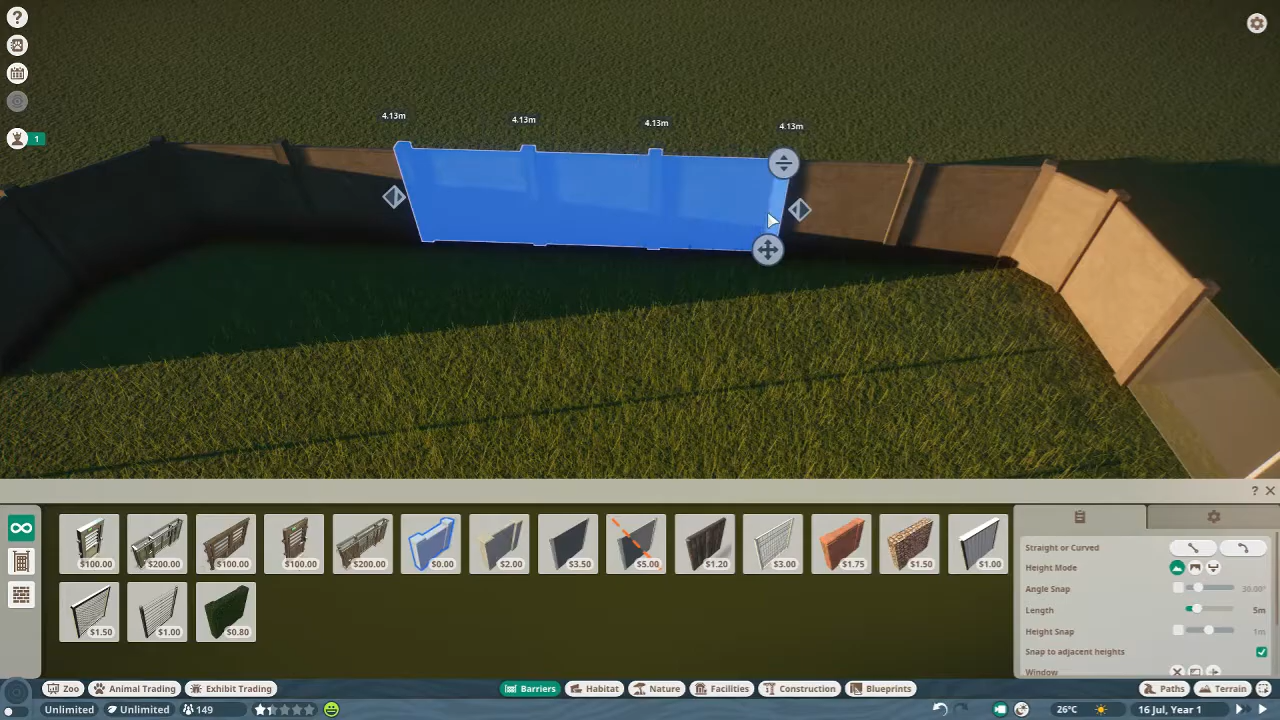 ?
1
4.13m 4.13m 4.13m 4.13m
?
$100.00 $200.00 $100.00 $100.00 $200.00 $0.00 $2.00 $3.50 $5.00 $1.20 $3.00 $1.75 $1.50 $1.00
$1.50 $1.00 $0.80
Straight or Curved
Height Mode
Angle Snap 30.00°
Length 5m
Height Snap 1m
Snap to adjacent heights
Window
Zoo Animal Trading Exhibit Trading Barriers Habitat Nature Facilities Construction Blueprints Paths Terrain
Unlimited Unlimited 149 26°C 16 Jul, Year 1